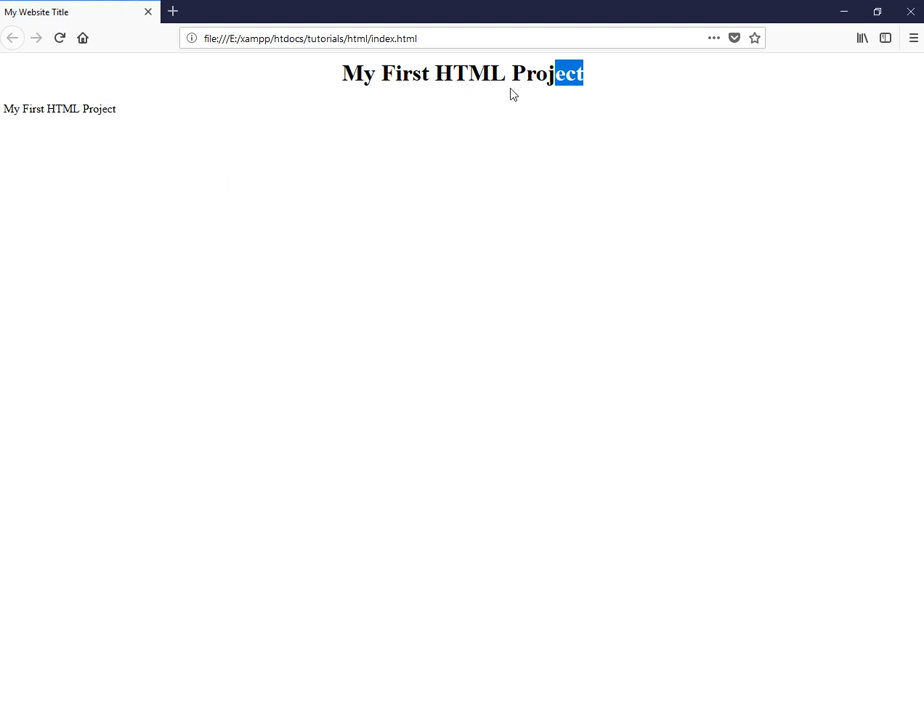 My Website Title
file:///E:/xampp/htdocs/tutorials/html/index.html
My First HTML Project
My First HTML Project